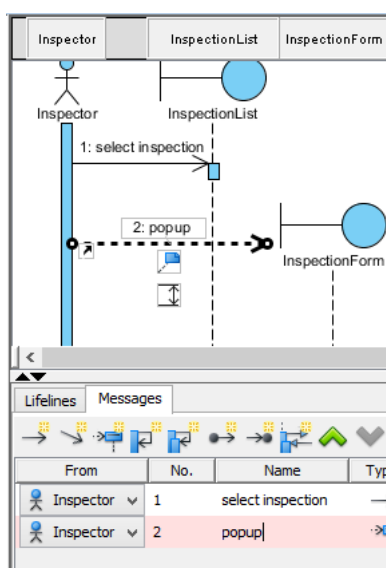 Inspector InspectionList InspectionForm
Inspector InspectionList
1: select inspection
2: popup
InspectionForm
Lifelines Messages
From No. Name Typ
Inspector 1 select inspection
Inspector 2 popup